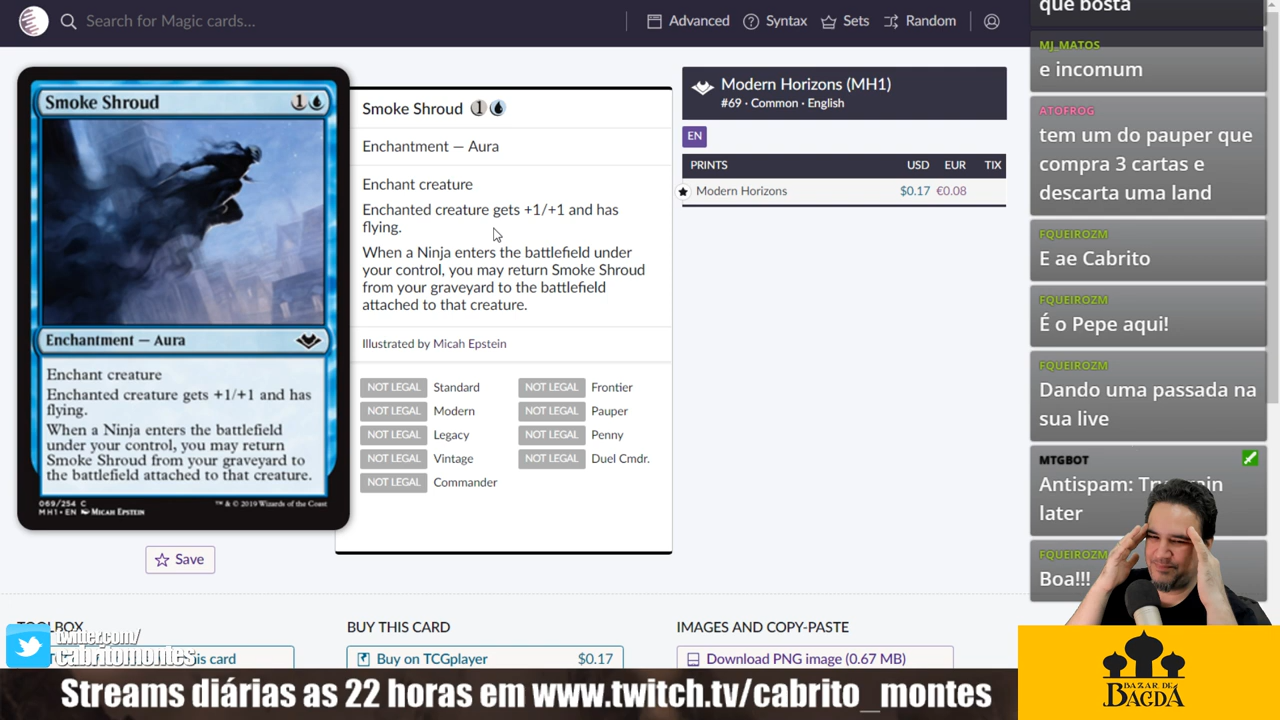 Search for Magic cards...
Advanced
Syntax
Sets
Random
Smoke Shroud 1
Enchantment — Aura
Enchant creature
Enchanted creature gets +1/+1 and has
flying.
When a Ninja enters the battlefield
under your control, you may return
Smoke Shroud from your graveyard to
the battlefield attached to that creature.
069/254 C
MH1 • EN MICAH EPSTEIN
™ & © 2019 Wizards of the Coast
Save
Smoke Shroud 1
Enchantment — Aura
Enchant creature
Enchanted creature gets +1/+1 and has
flying.
When a Ninja enters the battlefield under
your control, you may return Smoke Shroud
from your graveyard to the battlefield
attached to that creature.
Illustrated by Micah Epstein
NOT LEGAL Standard NOT LEGAL Frontier
NOT LEGAL Modern NOT LEGAL Pauper
NOT LEGAL Legacy NOT LEGAL Penny
NOT LEGAL Vintage NOT LEGAL Duel Cmdr.
NOT LEGAL Commander
Modern Horizons (MH1)
#69 · Common · English
EN
PRINTS USD EUR TIX
Modern Horizons $0.17 €0.08
que bosta
MJ_MATOS
e incomum
ATOFROG
tem um do pauper que
compra 3 cartas e
descarta uma land
FQUEIROZM
E ae Cabrito
FQUEIROZM
É o Pepe aqui!
FQUEIROZM
Dando uma passada na
sua live
MTGBOT
Antispam:
later
FQUEIROZM
Boa!!!
BUY THIS CARD
Buy on TCGplayer $0.17
IMAGES AND COPY-PASTE
Download PNG image (0.67 MB)
twitter.com/
cabritomontes
card
Streams diárias as 22 horas em www.twitch.tv/cabrito_montes
BAZAR DE
BAGDÁ